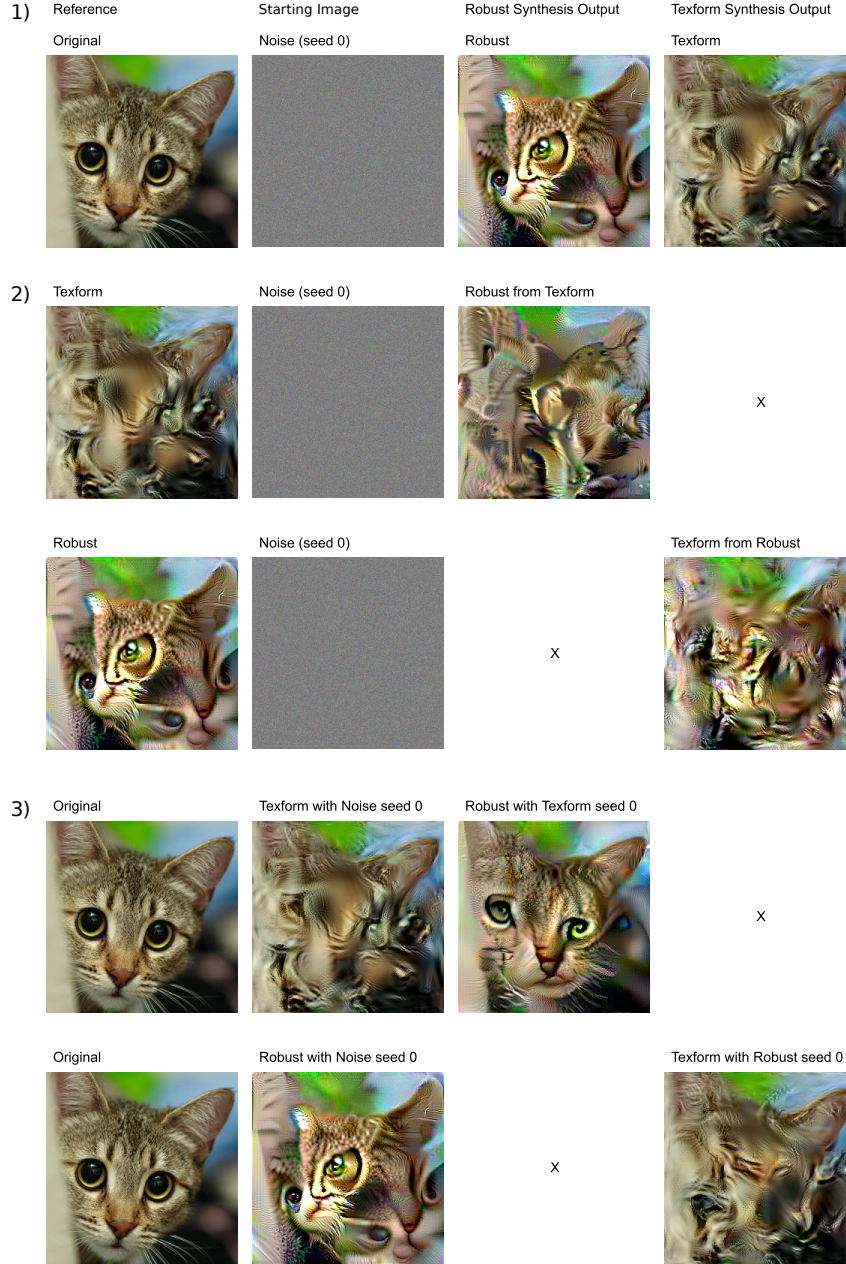 1) Reference Starting Image Robust Synthesis Output Texform Synthesis Output
Original Noise (seed 0) Robust Texform
2) Texform Noise (seed 0) Robust from Texform
X
Robust Noise (seed 0) Texform from Robust
X
3) Original Texform with Noise seed 0 Robust with Texform seed 0
X
Original Robust with Noise seed 0 Texform with Robust seed 0
X